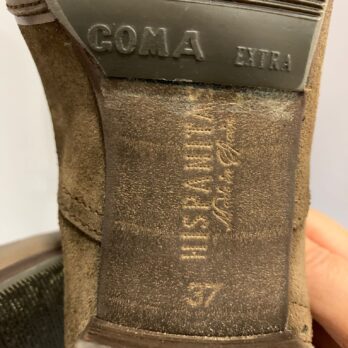 GOMA EXTRA
HISPANITAS
Made in Spain
37